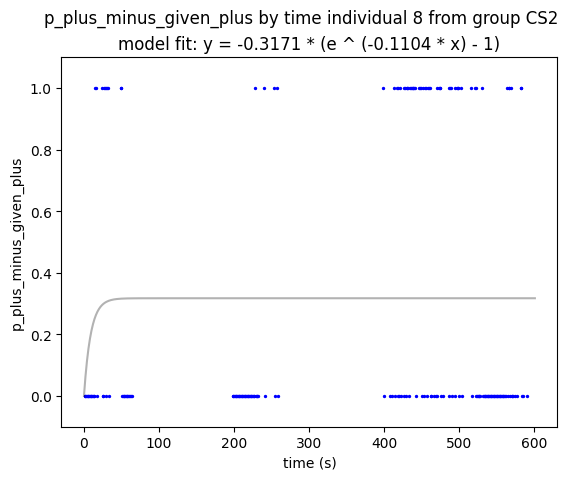 p_plus_minus_given_plus by time individual 8 from group CS2
model fit: y = -0.3171 * (e ^ (-0.1104 * x) - 1)
1.0
0.8
0.6
0.4
0.2
0.0
p_plus_minus_given_plus
0 100 200 300 400 500 600
time (s)